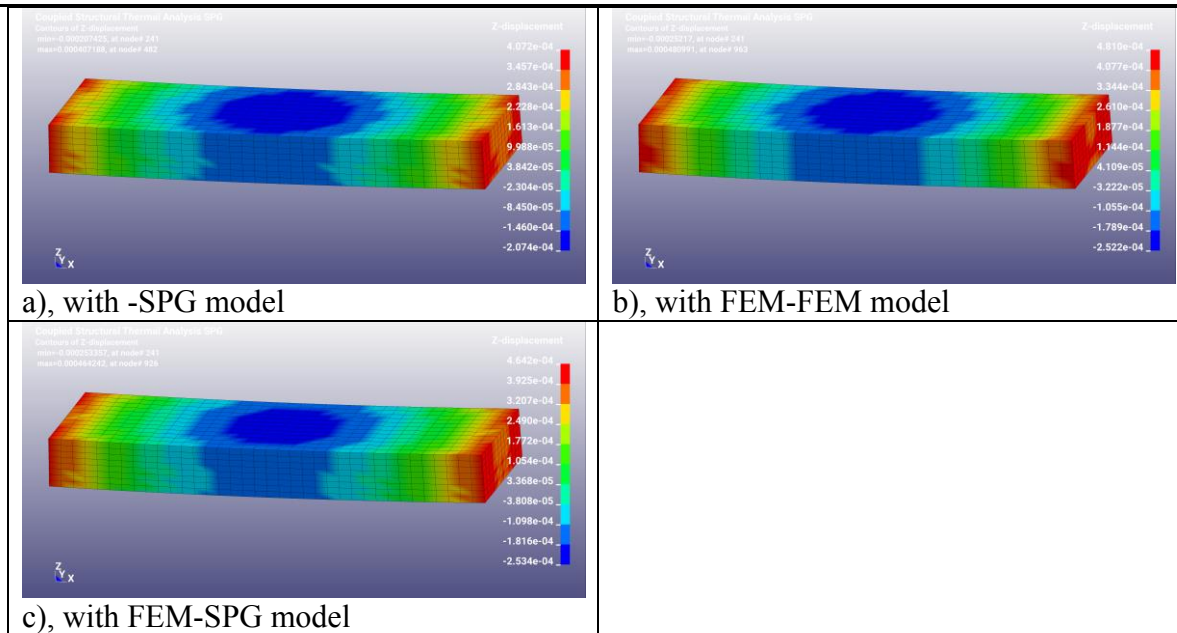 Coupled Structural Thermal Analysis SPG
Contours of Z-displacement
min=-0.000207425, at node# 241
max=0.000407188, at node# 482
Z-displacement
4.072e-04
3.457e-04
2.843e-04
2.228e-04
1.613e-04
9.988e-05
3.842e-05
-2.304e-05
-8.450e-05
-1.460e-04
-2.074e-04
Z
Y
X
a), with -SPG model
Coupled Structural Thermal Analysis SPG
Contours of Z-displacement
min=-0.00025217, at node# 241
max=0.000480991, at node# 963
Z-displacement
4.810e-04
4.077e-04
3.344e-04
2.610e-04
1.877e-04
1.144e-04
4.109e-05
-3.222e-05
-1.055e-04
-1.789e-04
-2.522e-04
Z
Y
X
b), with FEM-FEM model
Coupled Structural Thermal Analysis SPG
Contours of Z-displacement
min=-0.000253357, at node# 241
max=0.000464242, at node# 926
Z-displacement
4.642e-04
3.925e-04
3.207e-04
2.490e-04
1.772e-04
1.054e-04
3.368e-05
-3.808e-05
-1.098e-04
-1.816e-04
-2.534e-04
Z
Y
X
c), with FEM-SPG model